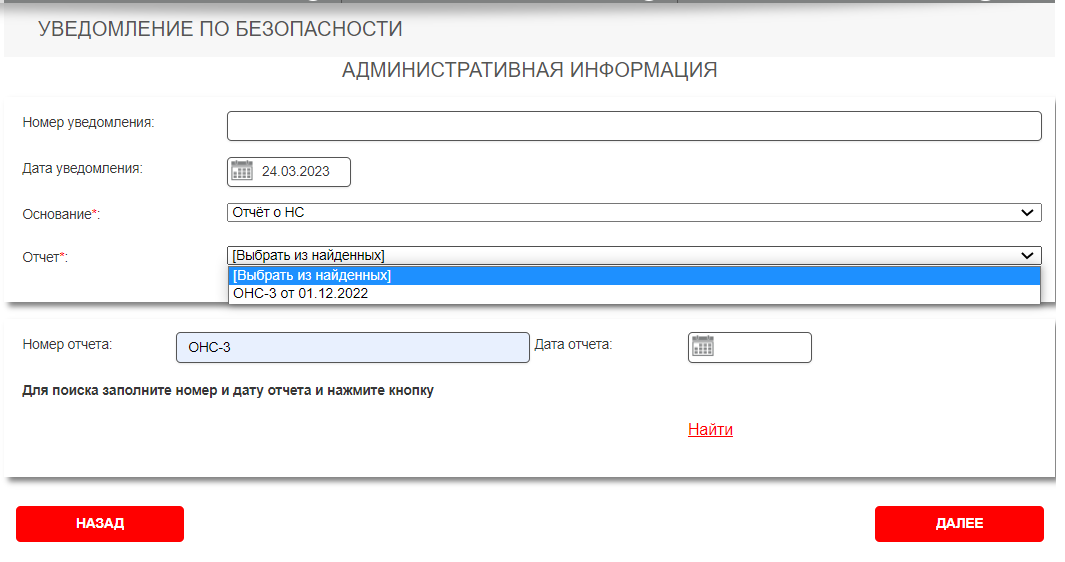 УВЕДОМЛЕНИЕ ПО БЕЗОПАСНОСТИ
АДМИНИСТРАТИВНАЯ ИНФОРМАЦИЯ
Номер уведомления:
Дата уведомления: 24.03.2023
Основание*: Отчёт о НС
Отчет*: [Выбрать из найденных]
[Выбрать из найденных]
ОНС-3 от 01.12.2022
Номер отчета: ОНС-3 Дата отчета:
Для поиска заполните номер и дату отчета и нажмите кнопку
Найти
НАЗАД ДАЛЕЕ